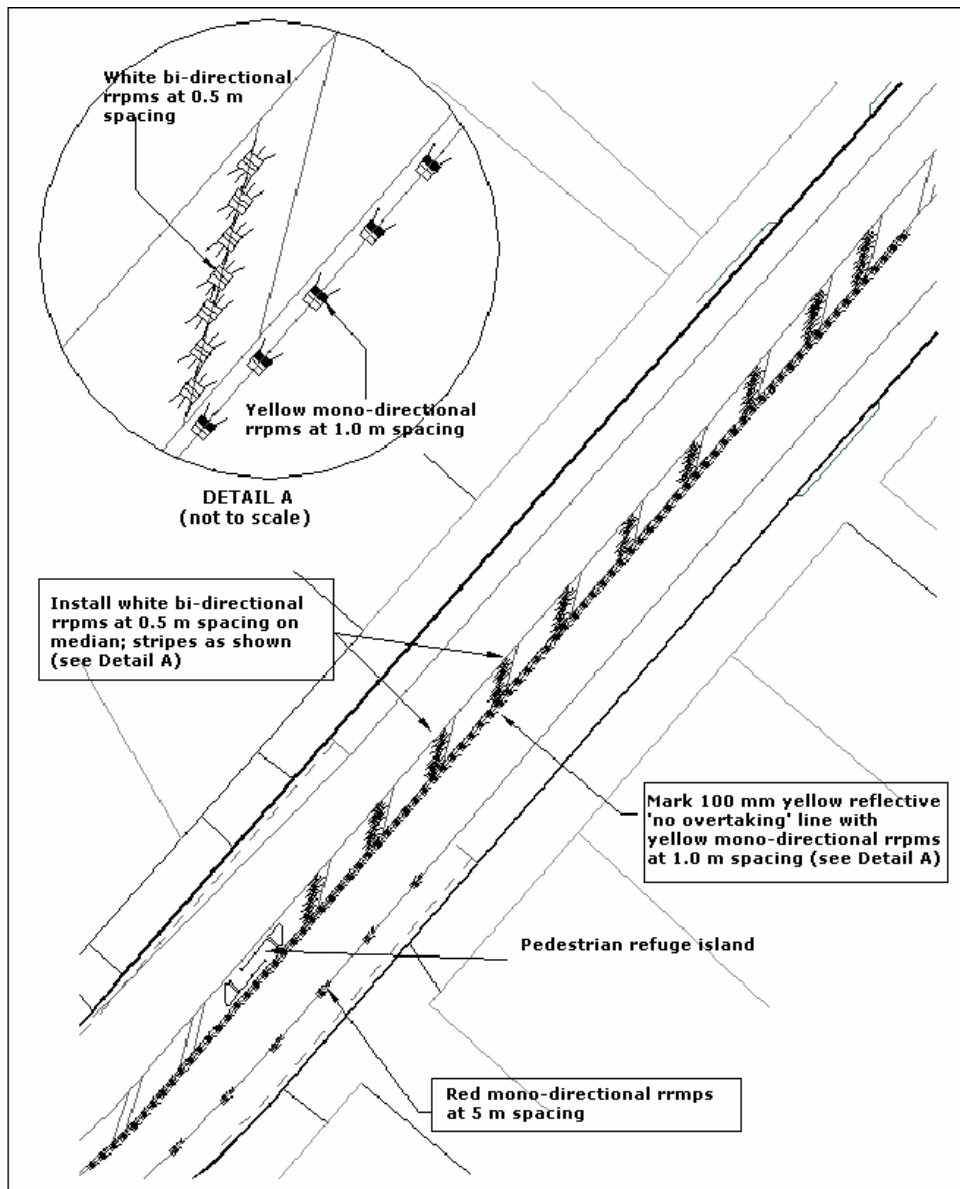 White bi-directional
rrpms at 0.5 m
spacing
Yellow mono-directional
rrpms at 1.0 m spacing
DETAIL A
(not to scale)
Install white bi-directional
rrpms at 0.5 m spacing on
median; stripes as shown
(see Detail A)
Mark 100 mm yellow reflective
'no overtaking' line with
yellow mono-directional rrpms
at 1.0 m spacing (see Detail A)
Pedestrian refuge island
Red mono-directional rrmps
at 5 m spacing